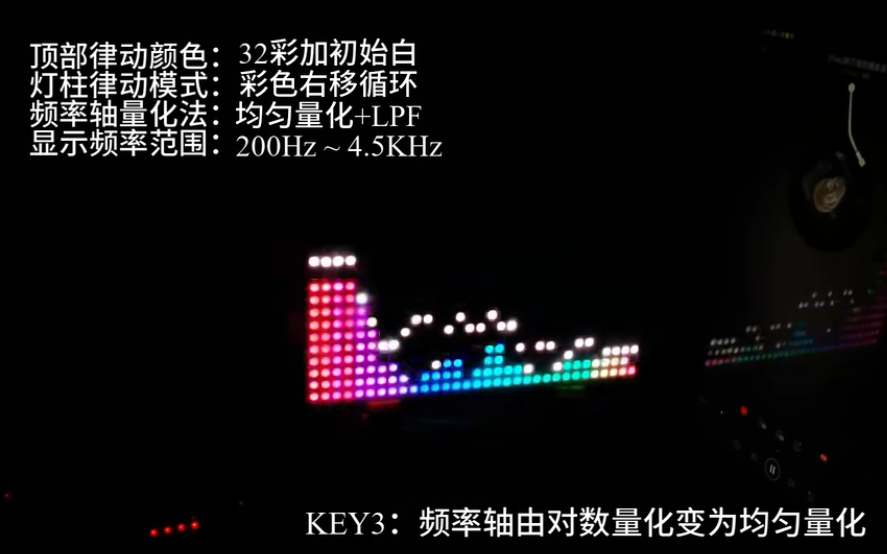 顶部律动颜色：32彩加初始白
灯柱律动模式：彩色右移循环
频率轴量化法：均匀量化+LPF
显示频率范围：200Hz ~ 4.5KHz
KEY3：频率轴由对数量化变为均匀量化